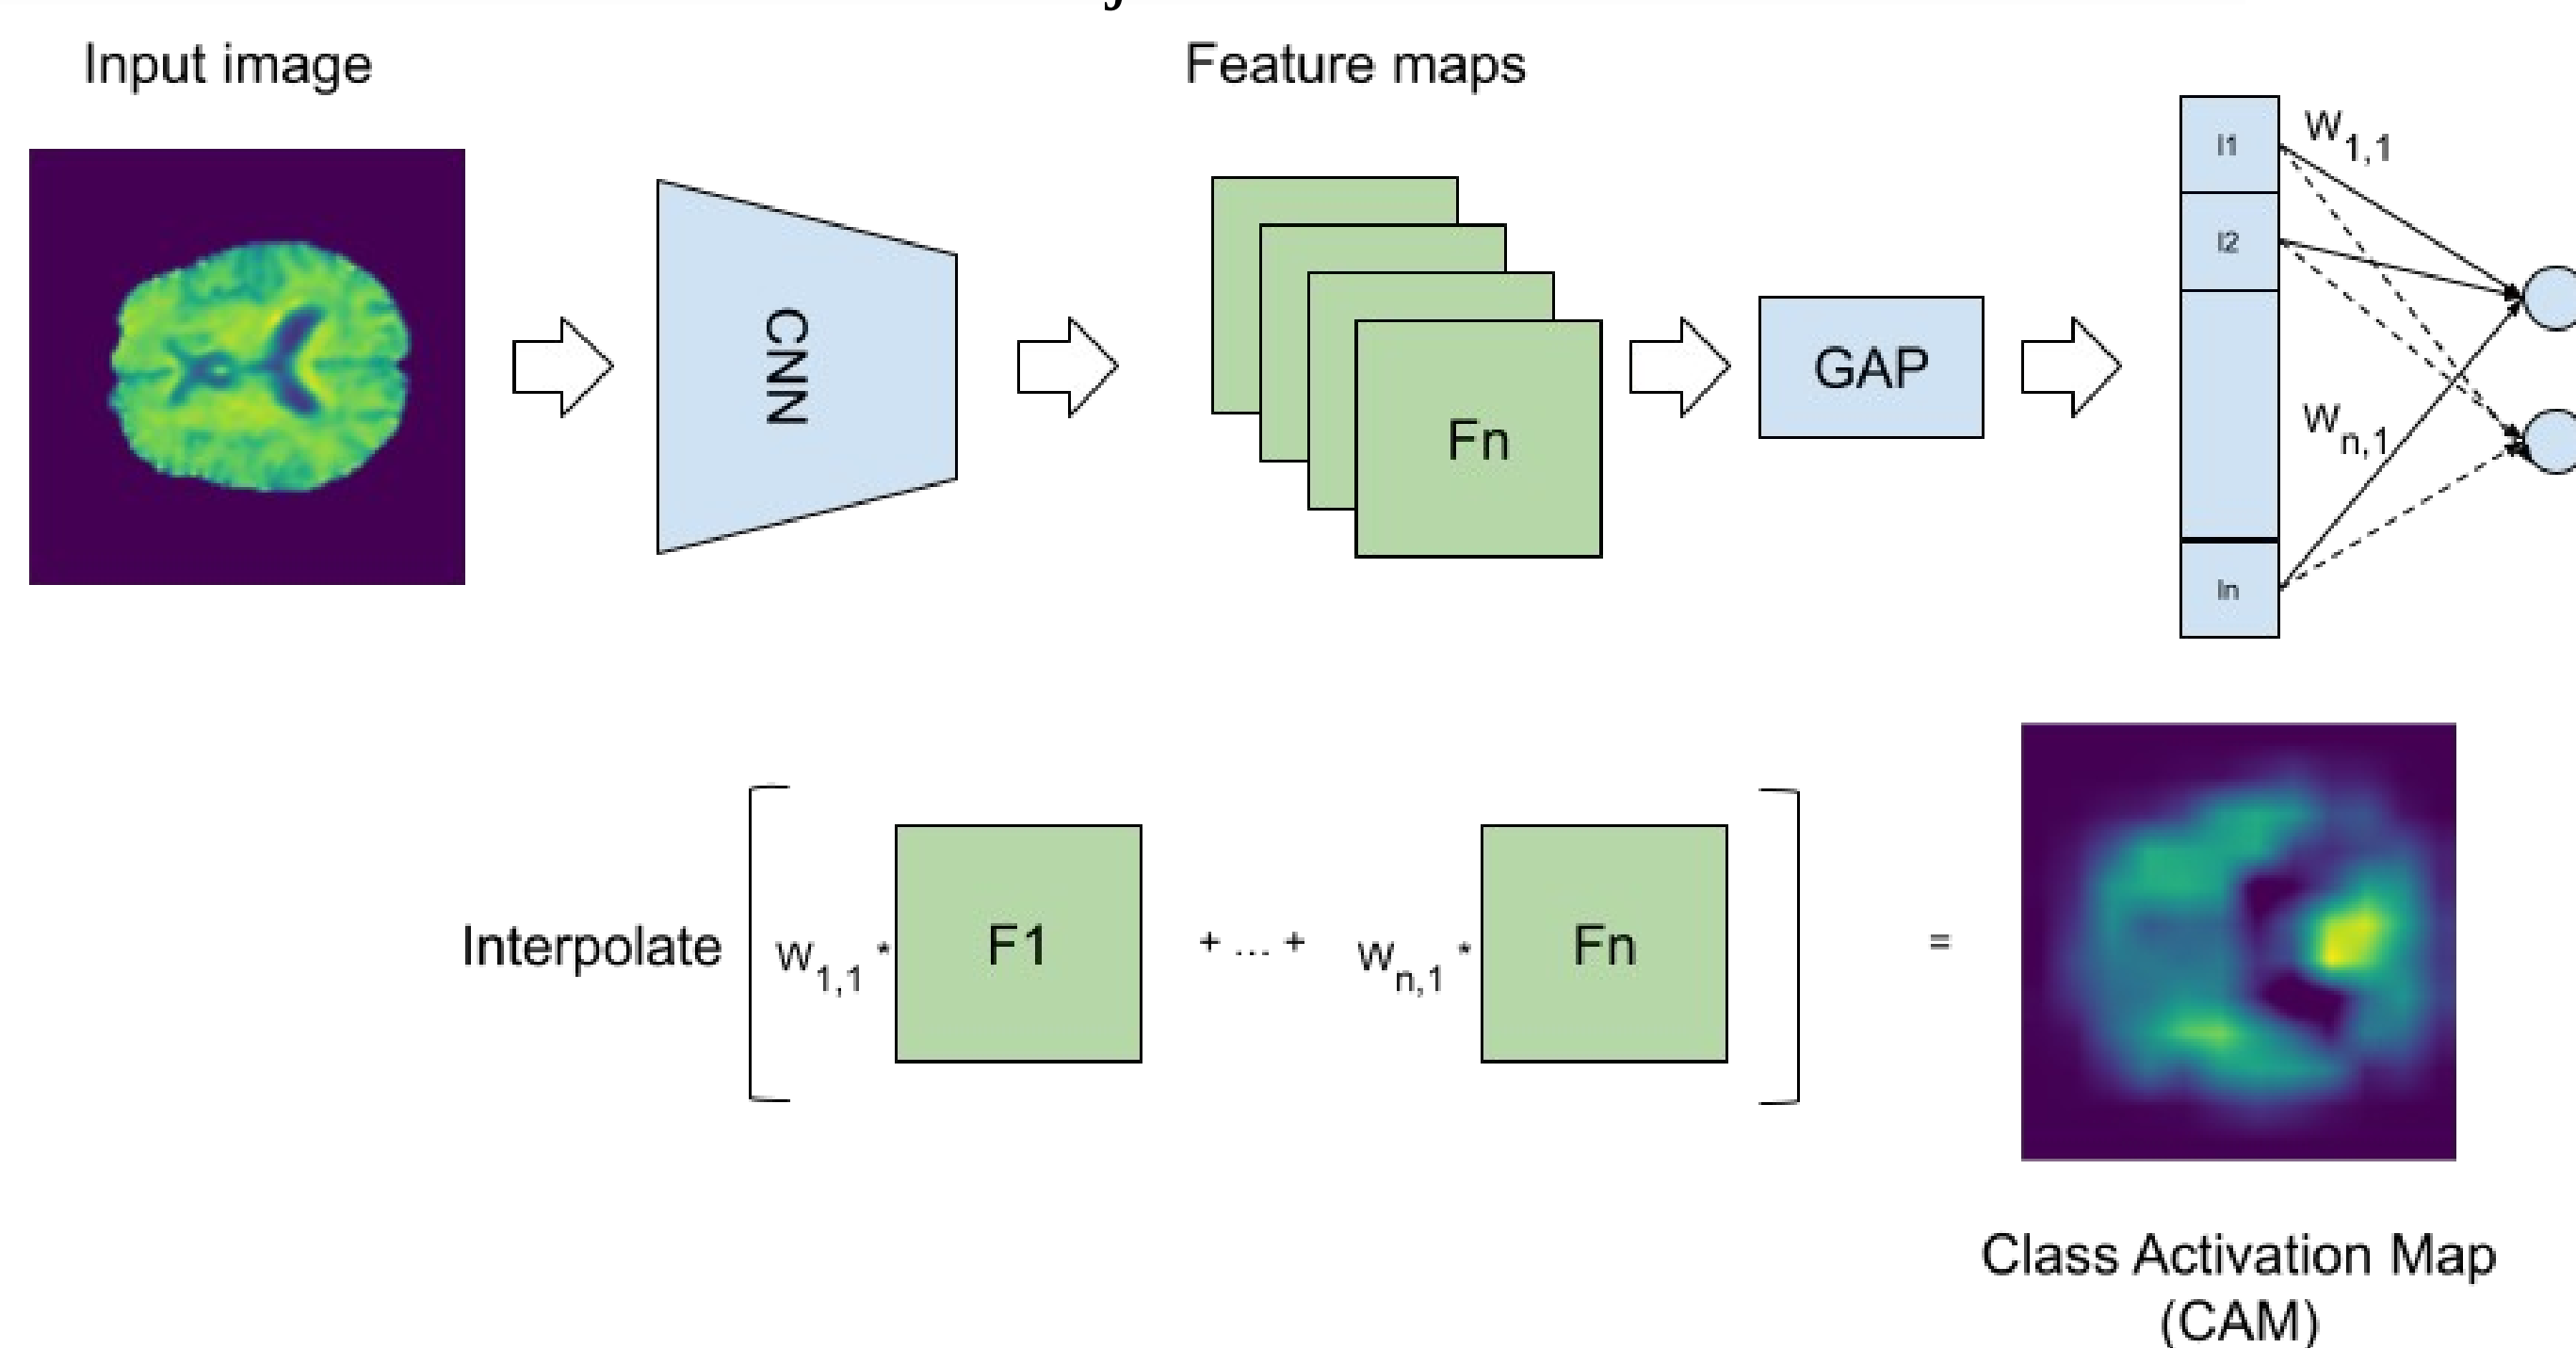 Input image
Feature maps
CNN
Fn
GAP
I1
I2
In
W1,1
Wn,1
Interpolate
W1,1 *
F1
+ ... +
Wn,1 *
Fn
=
Class Activation Map
(CAM)